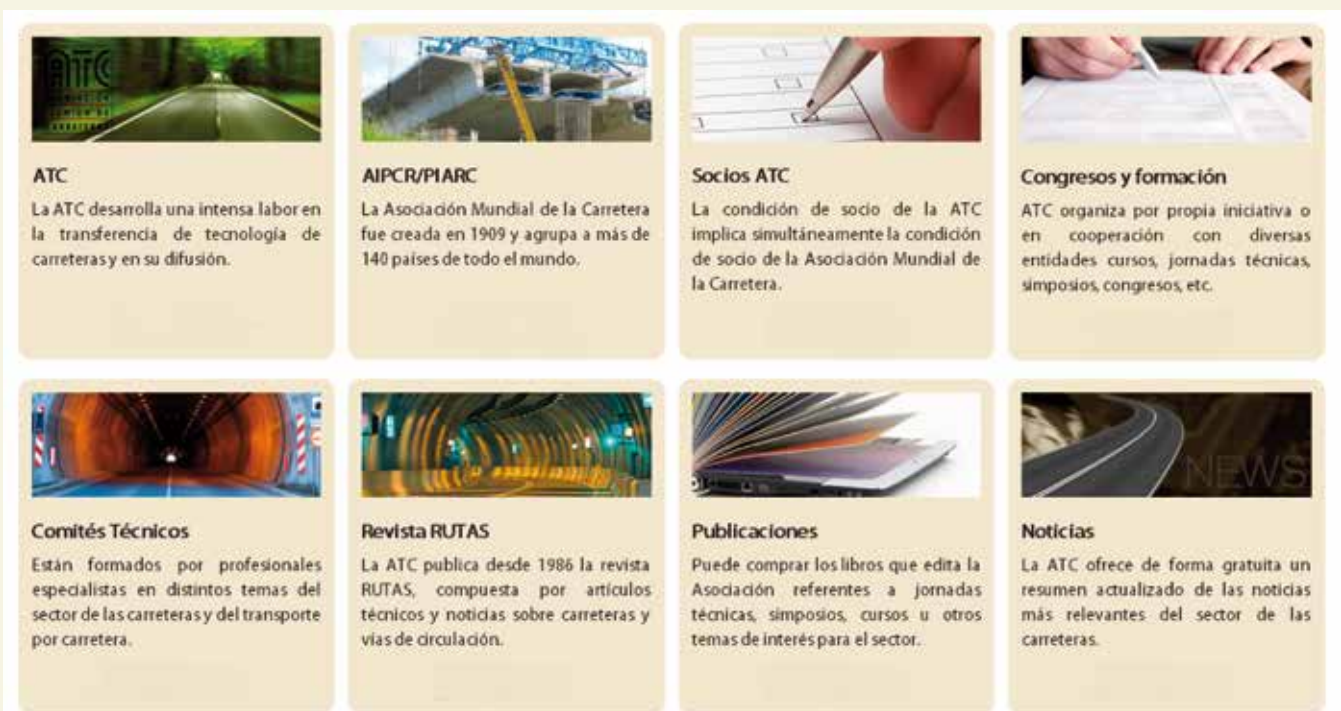 ATC
ATC
La ATC desarrolla una intensa labor en
la transferencia de tecnología de
carreteras y en su difusión.
AIPCR/PIARC
La Asociación Mundial de la Carretera
fue creada en 1909 y agrupa a más de
140 países de todo el mundo.
Socios ATC
La condición de socio de la ATC
implica simultáneamente la condición
de socio de la Asociación Mundial de
la Carretera.
Congresos y formación
ATC organiza por propia iniciativa o
en cooperación con diversas
entidades cursos, jornadas técnicas,
simposios, congresos, etc.
Comités Técnicos
Están formados por profesionales
especialistas en distintos temas del
sector de las carreteras y del transporte
por carretera.
Revista RUTAS
La ATC publica desde 1986 la revista
RUTAS, compuesta por artículos
técnicos y noticias sobre carreteras y
vías de circulación.
Publicaciones
Puede comprar los libros que edita la
Asociación referentes a jornadas
técnicas, simposios, cursos u otros
temas de interés para el sector.
NEWS
Noticias
La ATC ofrece de forma gratuita un
resumen actualizado de las noticias
más relevantes del sector de las
carreteras.